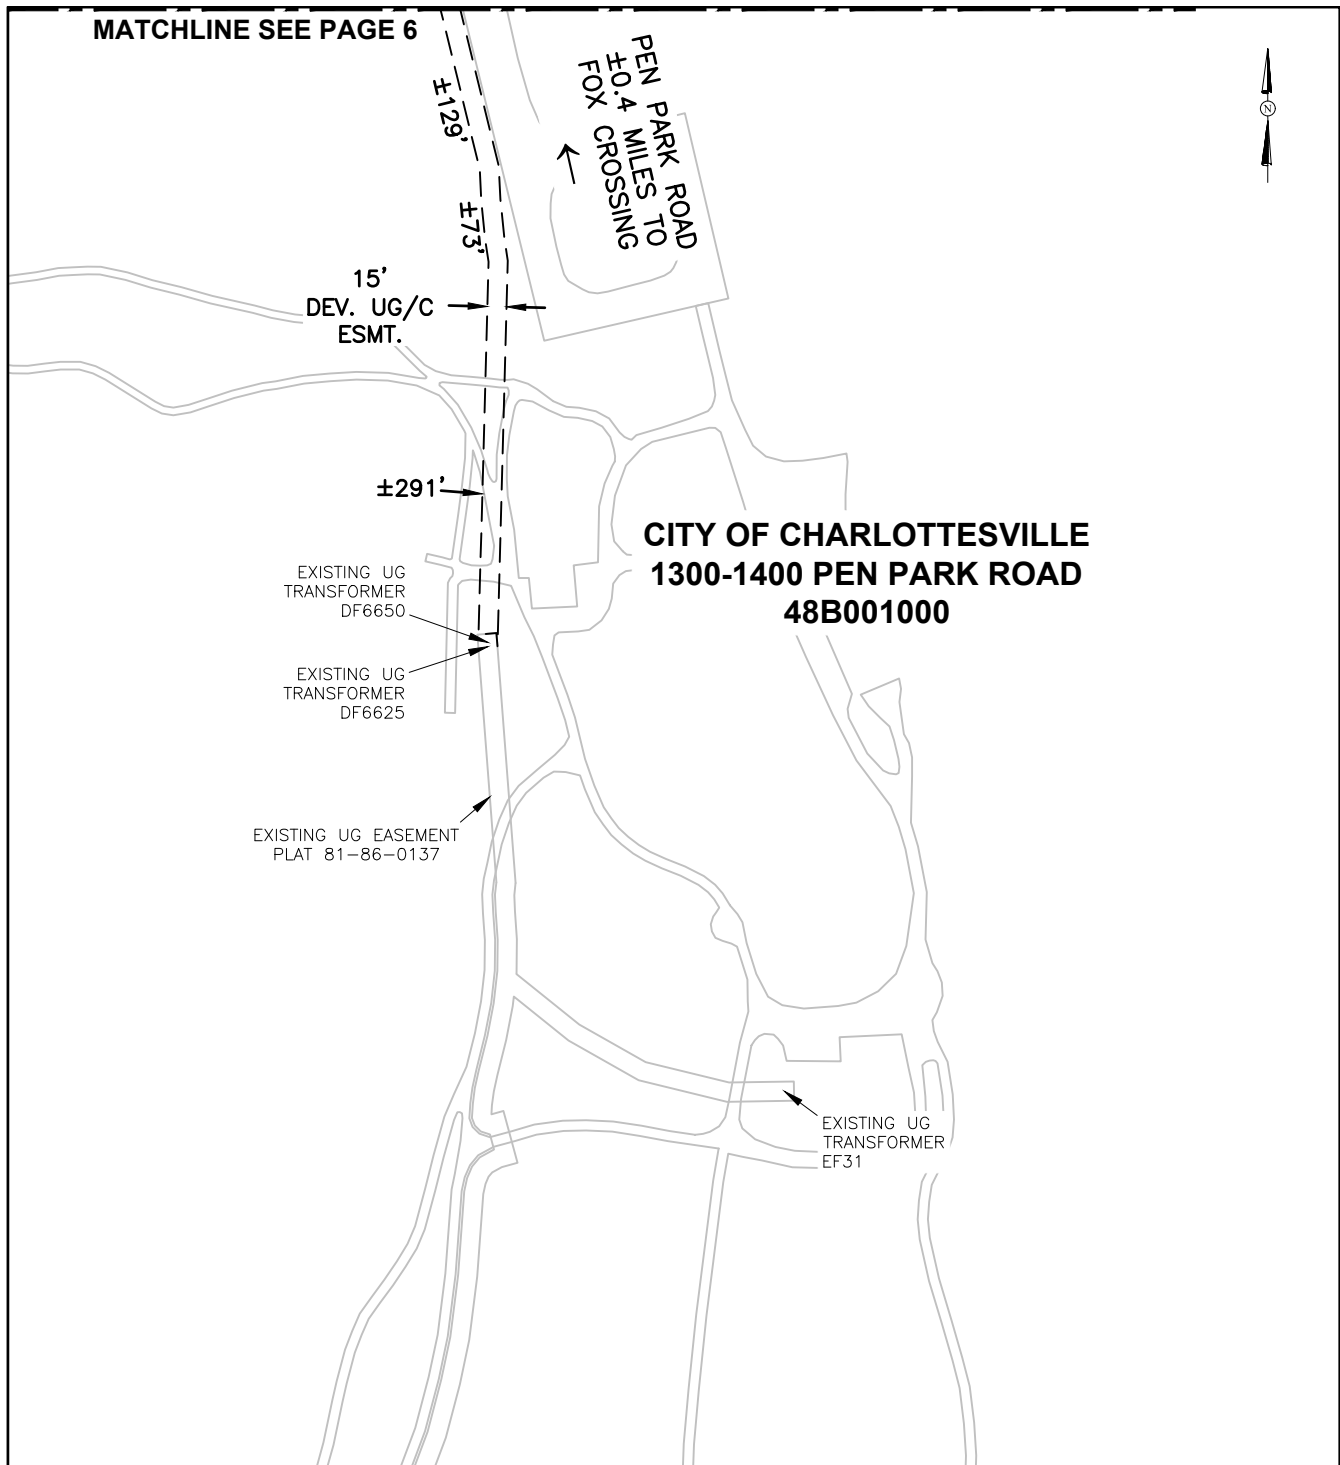 MATCHLINE SEE PAGE 6
±129'
PEN PARK ROAD
±0.4 MILES TO
FOX CROSSING
N
±73'
15'
DEV. UG/C
ESMT.
±291'
CITY OF CHARLOTTESVILLE
1300-1400 PEN PARK ROAD
48B001000
EXISTING UG
TRANSFORMER
DF6650
EXISTING UG
TRANSFORMER
DF6625
EXISTING UG EASEMENT
PLAT 81-86-0137
EXISTING UG
TRANSFORMER
EF31